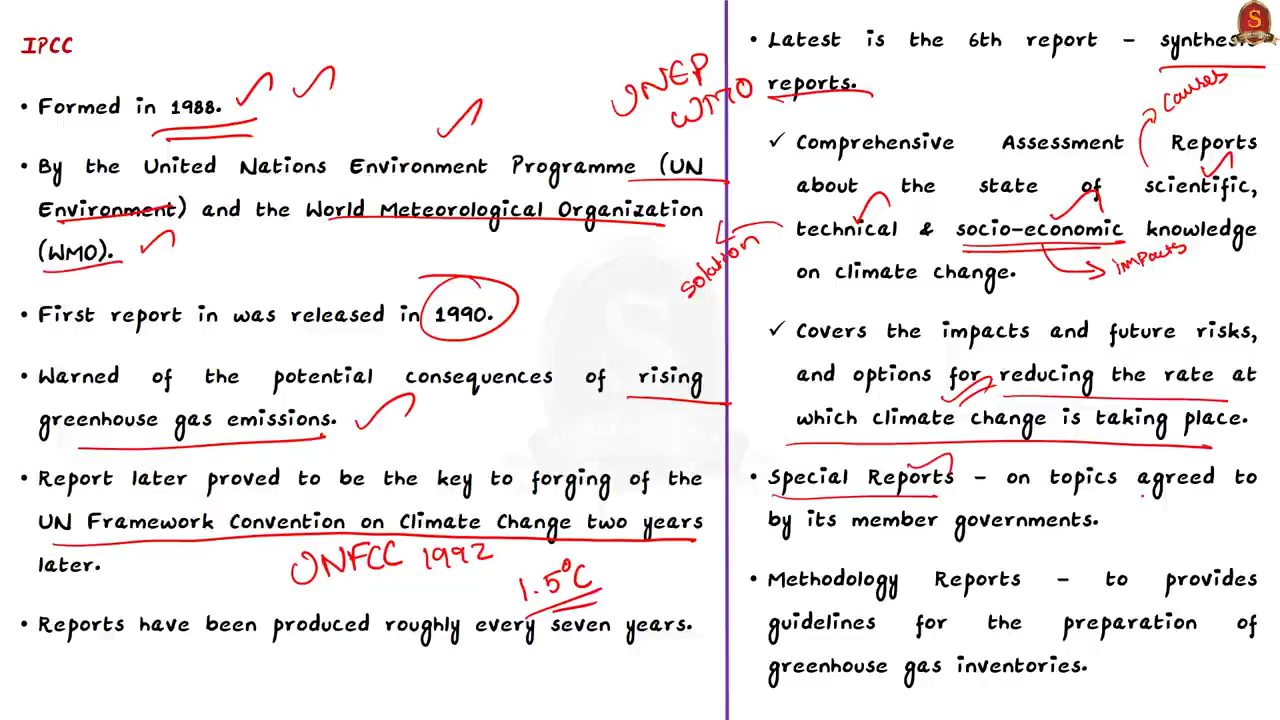 IPCC
• Formed in 1988.
• By the United Nations Environment Programme (UN
Environment) and the World Meteorological Organization
(WMO).
• First report in was released in 1990.
• Warned of the potential consequences of rising
greenhouse gas emissions.
• Report later proved to be the key to forging of the
UN Framework Convention on Climate Change two years
later.
UNFCC 1992
1.5°C
• Reports have been produced roughly every seven years.
UNEP
WMO
• Latest is the 6th report - synthesis
reports.
causes
✓ Comprehensive Assessment Reports
about the state of scientific,
technical & socio-economic knowledge
on climate change.
solution
impacts
✓ Covers the impacts and future risks,
and options for reducing the rate at
which climate change is taking place.
• Special Reports - on topics agreed to
by its member governments.
• Methodology Reports - to provides
guidelines for the preparation of
greenhouse gas inventories.
S